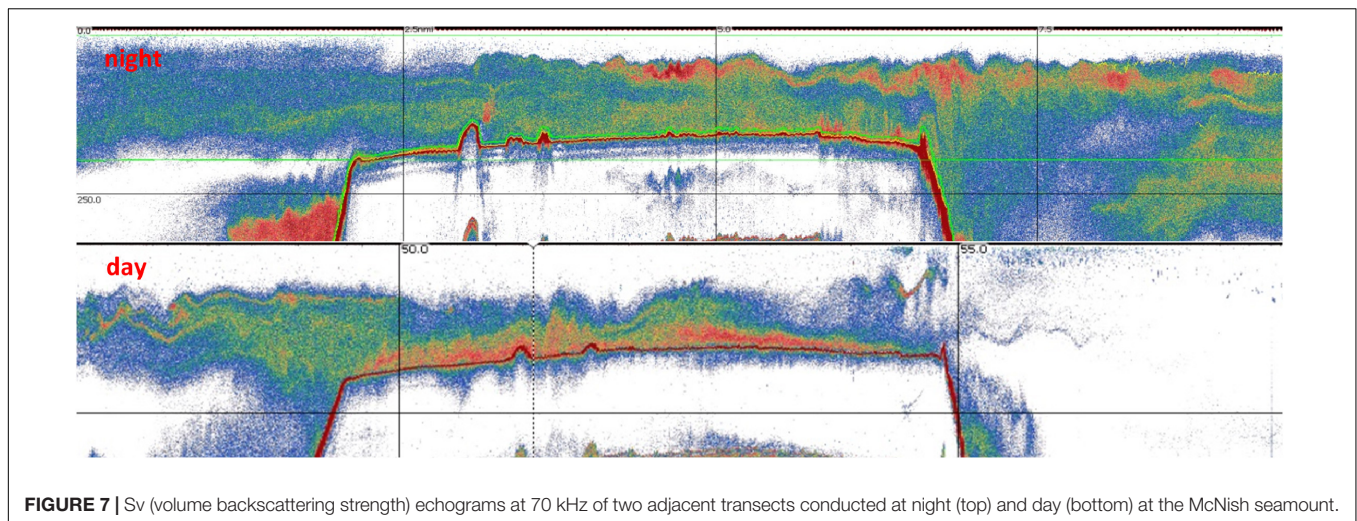 0.0 2.5nmi 5.0 7.5
night
250.0
50.0 55.0
day
FIGURE 7 | Sv (volume backscattering strength) echograms at 70 kHz of two adjacent transects conducted at night (top) and day (bottom) at the McNish seamount.